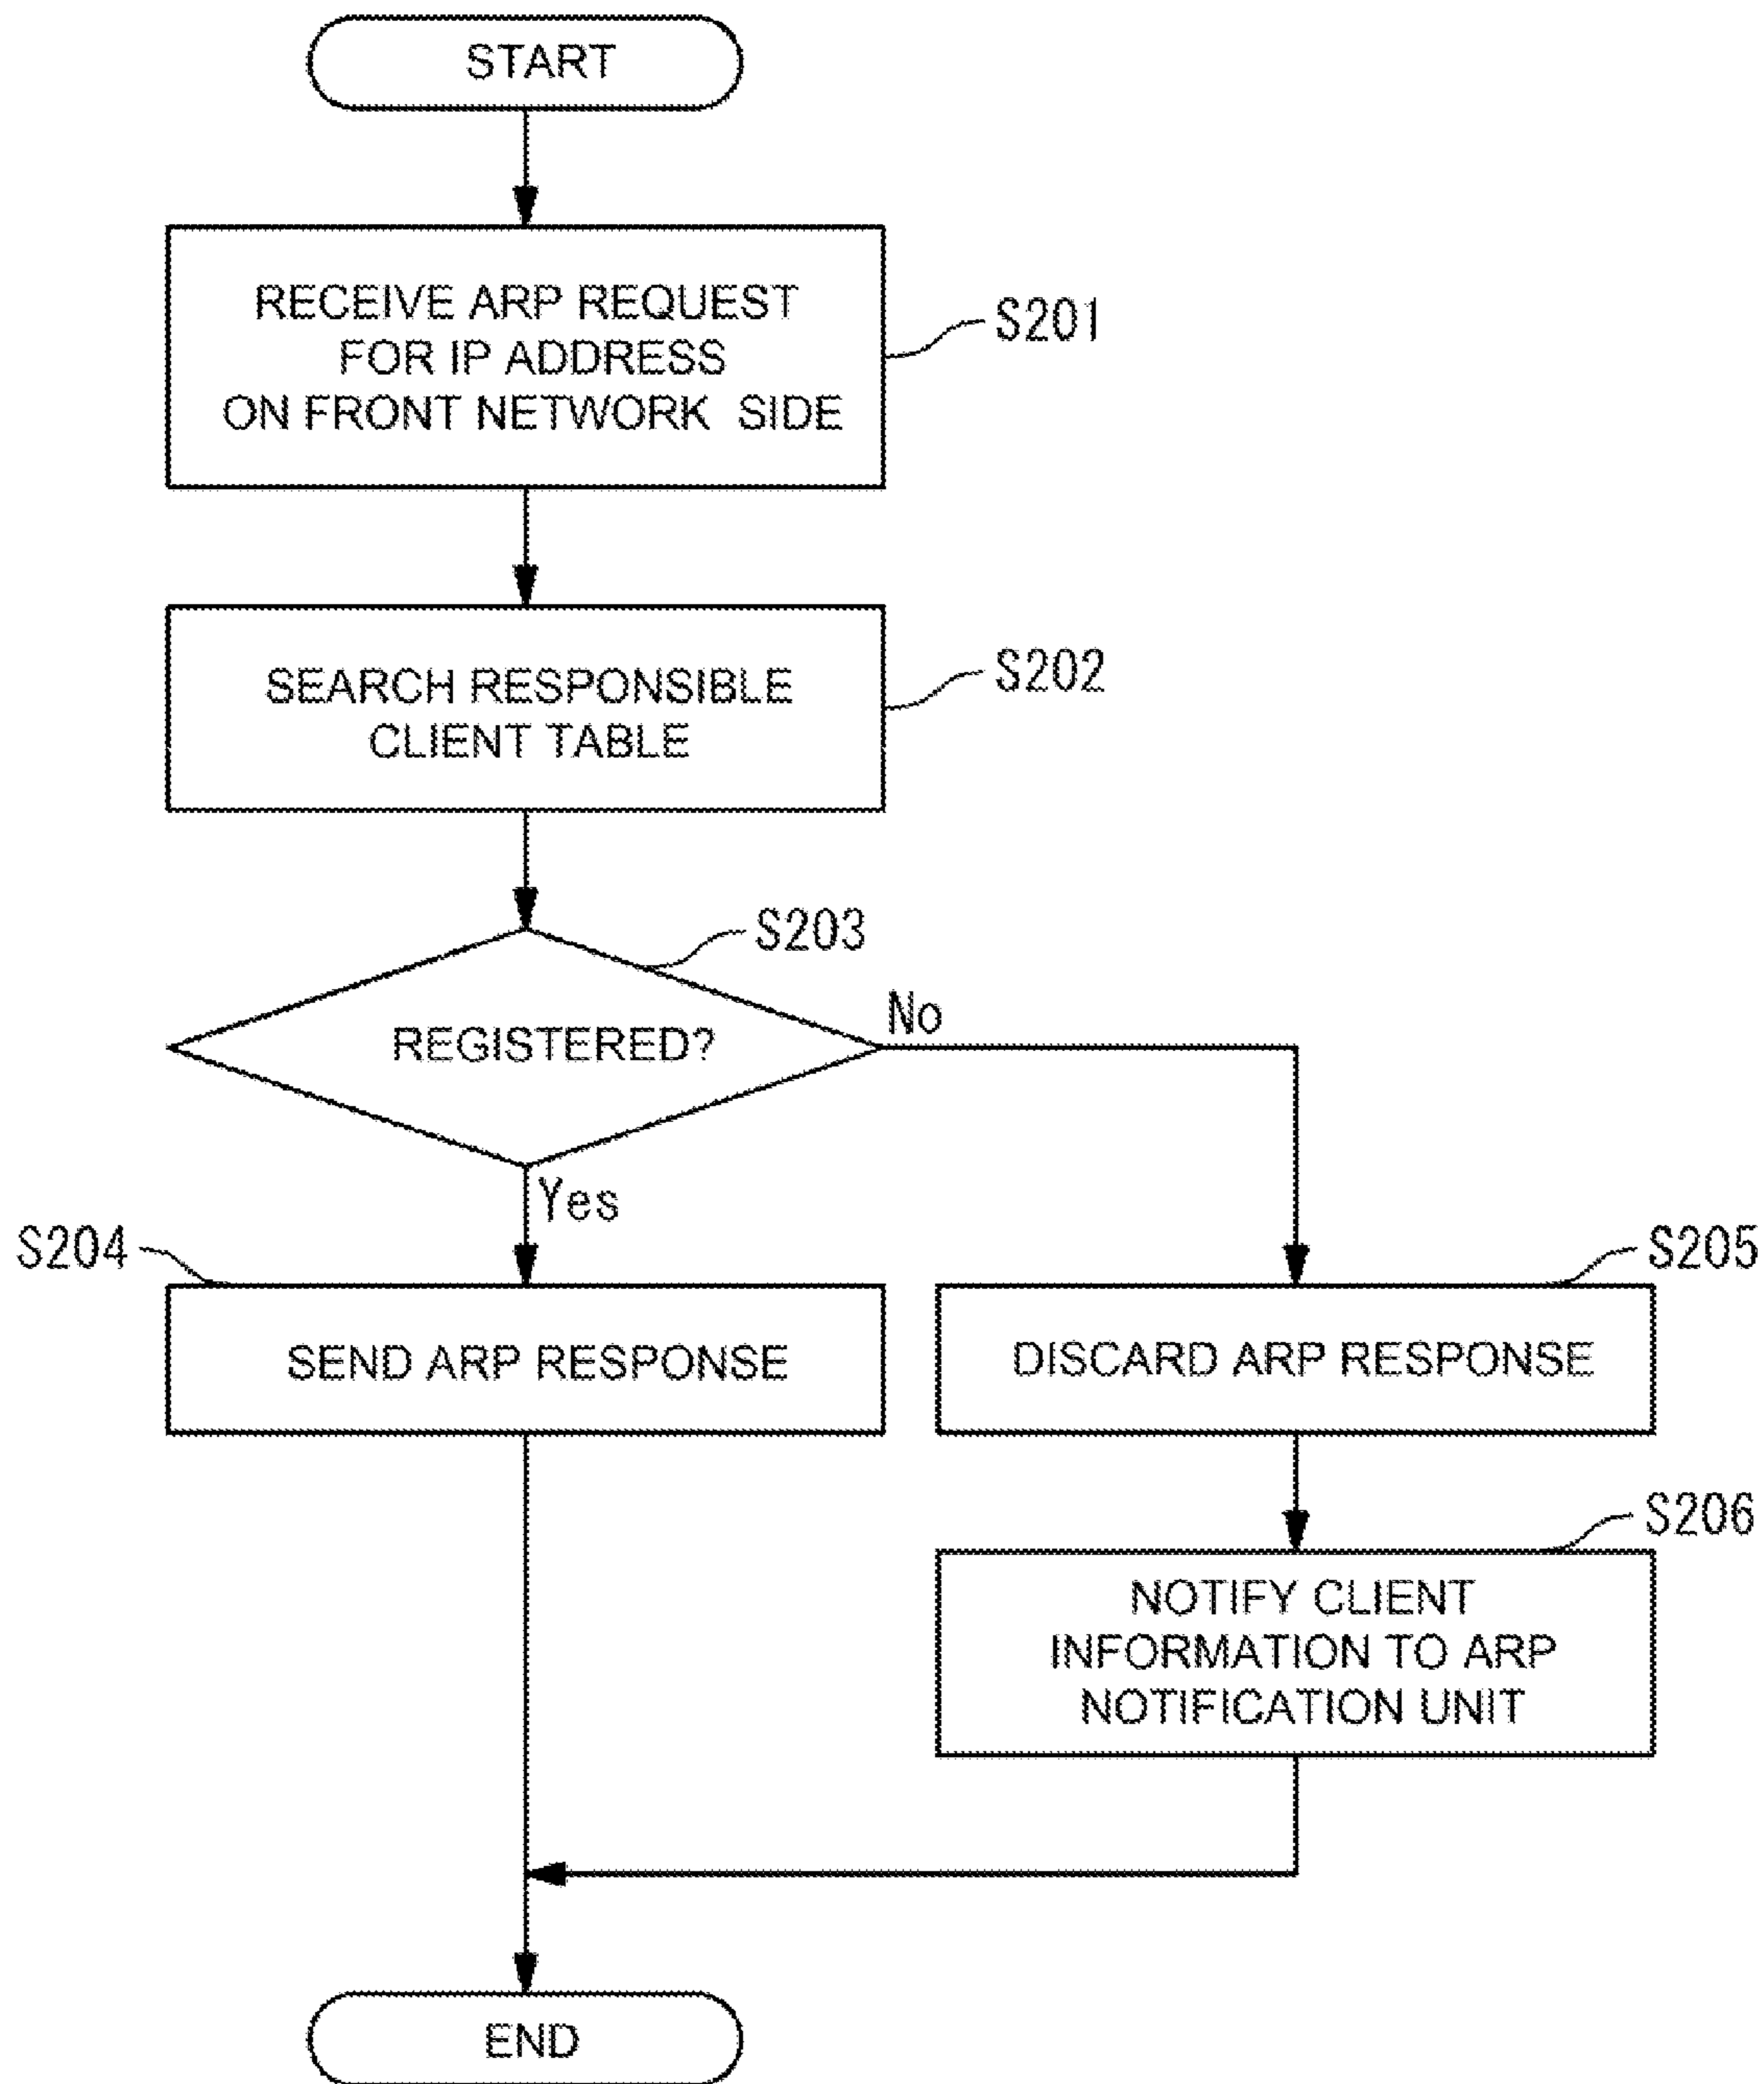 START
RECEIVE ARP REQUEST
FOR IP ADDRESS
ON FRONT NETWORK SIDE
S201
SEARCH RESPONSIBLE
CLIENT TABLE
S202
S203
REGISTERED?
No
Yes
S204
SEND ARP RESPONSE
S205
DISCARD ARP RESPONSE
S206
NOTIFY CLIENT
INFORMATION TO ARP
NOTIFICATION UNIT
END